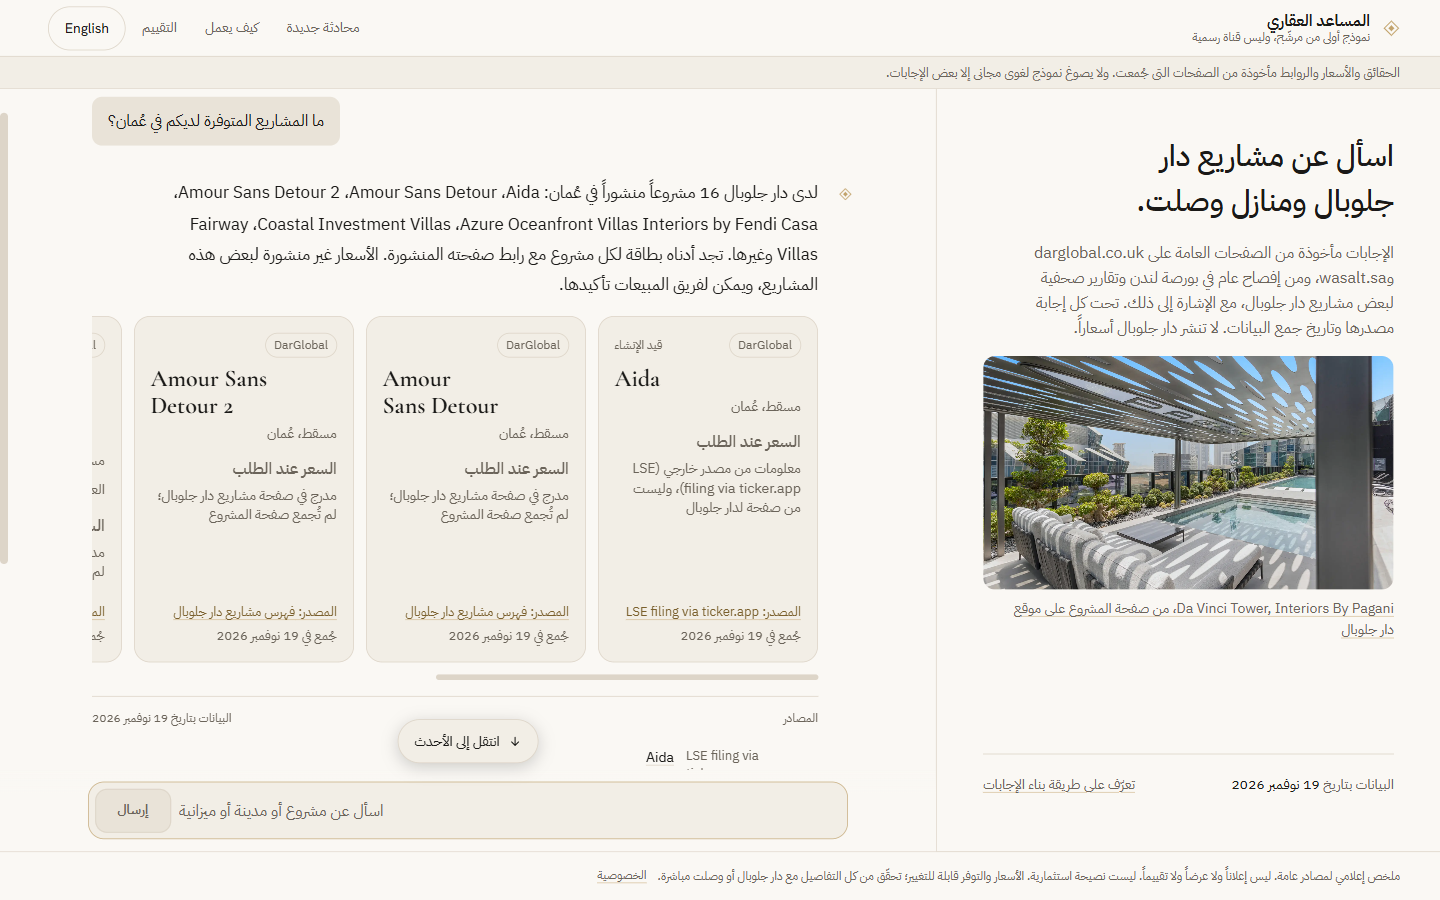 المساعد العقاري
نموذج أولي من مرشّح، وليس قناة رسمية
محادثة جديدة
كيف يعمل
التقييم
English
الحقائق والأسعار والروابط مأخوذة من الصفحات التي جُمعت. ولا يصوغ نموذج لغوي مجاني إلا بعض الإجابات.
اسأل عن مشاريع دار
جلوبال ومنازل وصلت.
الإجابات مأخوذة من الصفحات العامة على darglobal.co.uk
وwasalt.sa، ومن إفصاح عام في بورصة لندن وتقارير صحفية
لبعض مشاريع دار جلوبال، مع الإشارة إلى ذلك. تحت كل إجابة
مصدرها وتاريخ جمع البيانات. لا تنشر دار جلوبال أسعاراً.
Da Vinci Tower, Interiors By Pagani، من صفحة المشروع على موقع
دار جلوبال
البيانات بتاريخ 19 نوفمبر 2026
تعرّف على طريقة بناء الإجابات
ما المشاريع المتوفرة لديكم في عُمان؟
لدى دار جلوبال 16 مشروعاً منشوراً في عُمان: Aida، Amour Sans Detour، Amour Sans Detour 2،
Azure Oceanfront Villas Interiors by Fendi Casa، Coastal Investment Villas، Fairway
Villas وغيرها. تجد أدناه بطاقة لكل مشروع مع رابط صفحته المنشورة. الأسعار غير منشورة لبعض هذه
المشاريع، ويمكن لفريق المبيعات تأكيدها.
DarGlobal
قيد الإنشاء
Aida
مسقط، عُمان
السعر عند الطلب
معلومات من مصدر خارجي (LSE
filing via ticker.app)، وليست
من صفحة لدار جلوبال
المصدر: LSE filing via ticker.app
جُمع في 19 نوفمبر 2026
DarGlobal
Amour
Sans Detour
مسقط، عُمان
السعر عند الطلب
مدرج في صفحة مشاريع دار جلوبال؛
لم تُجمع صفحة المشروع
المصدر: فهرس مشاريع دار جلوبال
جُمع في 19 نوفمبر 2026
DarGlobal
Amour Sans
Detour 2
مسقط، عُمان
السعر عند الطلب
مدرج في صفحة مشاريع دار جلوبال؛
لم تُجمع صفحة المشروع
المصدر: فهرس مشاريع دار جلوبال
جُمع في 19 نوفمبر 2026
المصادر
البيانات بتاريخ 19 نوفمبر 2026
LSE filing via
Aida
انتقل إلى الأحدث
اسأل عن مشروع أو مدينة أو ميزانية
إرسال
ملخص إعلامي لمصادر عامة. ليس إعلاناً ولا عرضاً ولا تقييماً. ليست نصيحة استثمارية. الأسعار والتوفر قابلة للتغيير؛ تحقّق من كل التفاصيل مع دار جلوبال أو وصلت مباشرة.
الخصوصية